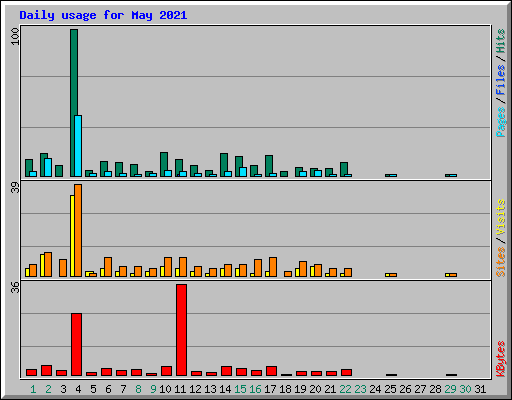 Daily usage for May 2021
100
39
36
Pages / Files / Hits
Sites / Visits
KBytes
1 2 3 4 5 6 7 8 9 10 11 12 13 14 15 16 17 18 19 20 21 22 23 24 25 26 27 28 29 30 31